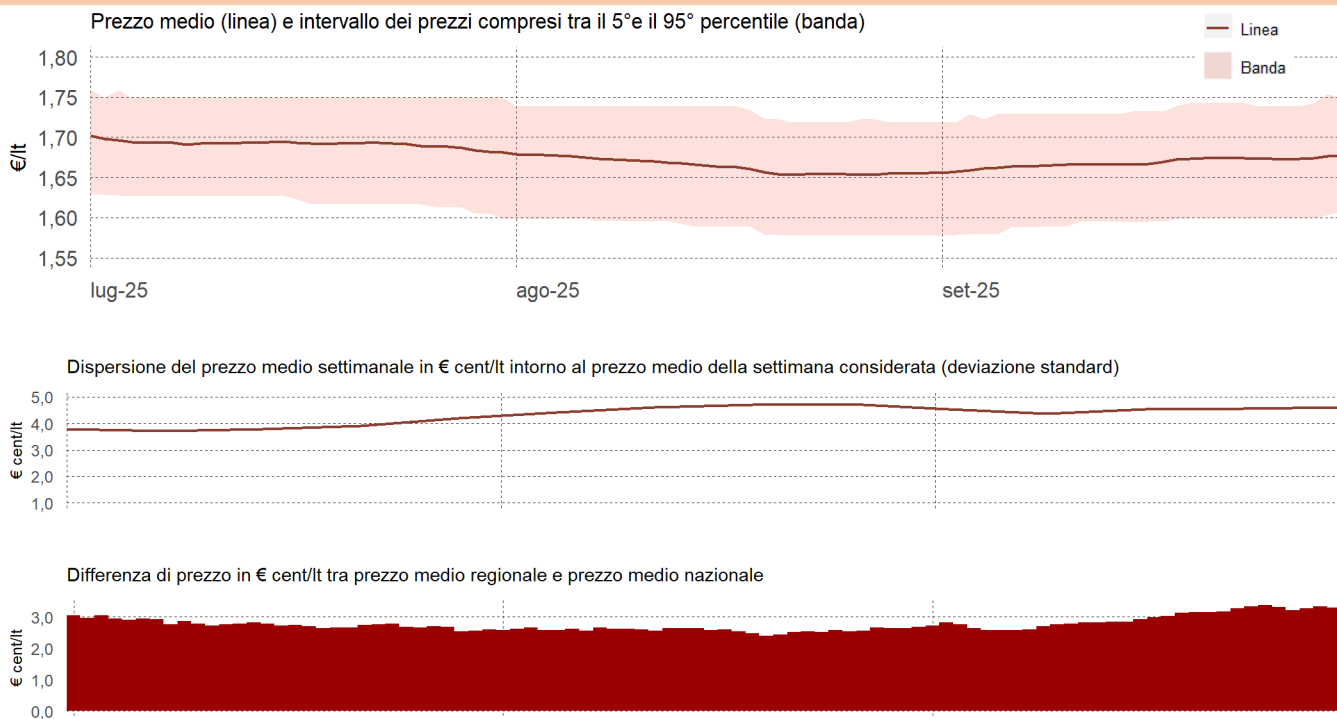 Prezzo medio (linea) e intervallo dei prezzi compresi tra il 5°e il 95° percentile (banda)
Linea
Banda
€/lt
1,80
1,75
1,70
1,65
1,60
1,55
lug-25
ago-25
set-25
Dispersione del prezzo medio settimanale in € cent/lt intorno al prezzo medio della settimana considerata (deviazione standard)
€ cent/lt
5,0
4,0
3,0
2,0
1,0
Differenza di prezzo in € cent/lt tra prezzo medio regionale e prezzo medio nazionale
€ cent/lt
3,0
2,0
1,0
0,0